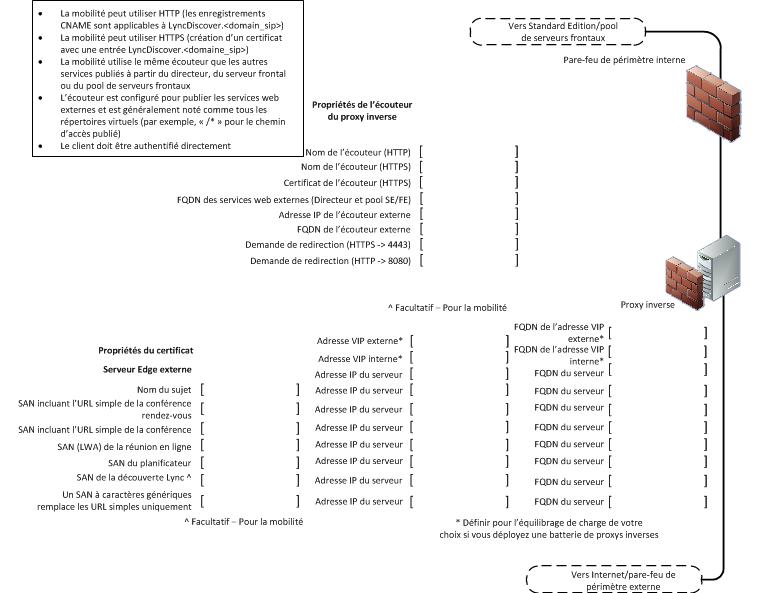 • La mobilité peut utiliser HTTP (les enregistrements
CNAME sont applicables à LyncDiscover.<domain_sip>)
• La mobilité peut utiliser HTTPS (création d’un certificat
avec une entrée LyncDiscover.<domaine_sip>)
• La mobilité utilise le même écouteur que les autres
services publiés à partir du directeur, du serveur frontal
ou du pool de serveurs frontaux
• L’écouteur est configuré pour publier les services web
externes et est généralement noté comme tous les
répertoires virtuels (par exemple, « /* » pour le chemin
d’accès publié)
• Le client doit être authentifié directement
Vers Standard Edition/pool
de serveurs frontaux
Pare-feu de périmètre interne
Propriétés de l’écouteur
du proxy inverse
Nom de l’écouteur (HTTP) [ ]
Nom de l’écouteur (HTTPS) [ ]
Certificat de l’écouteur (HTTPS) [ ]
FQDN des services web externes (Directeur et pool SE/FE) [ ]
Adresse IP de l’écouteur externe [ ]
FQDN de l’écouteur externe [ ]
Demande de redirection (HTTPS -> 4443) [ ]
Demande de redirection (HTTP -> 8080) [ ]
^ Facultatif – Pour la mobilité
Proxy inverse
Propriétés du certificat
Serveur Edge externe
Nom du sujet [ ]
SAN incluant l’URL simple de la conférence
rendez-vous [ ]
SAN incluant l’URL simple de la conférence [ ]
SAN (LWA) de la réunion en ligne [ ]
SAN du planificateur [ ]
SAN de la découverte Lync ^ [ ]
Un SAN à caractères génériques
remplace les URL simples uniquement [ ]
^ Facultatif – Pour la mobilité
Adresse VIP externe* [ ]
Adresse VIP interne* [ ]
Adresse IP du serveur [ ]
Adresse IP du serveur [ ]
Adresse IP du serveur [ ]
Adresse IP du serveur [ ]
Adresse IP du serveur [ ]
Adresse IP du serveur [ ]
Adresse IP du serveur [ ]
Adresse IP du serveur [ ]
FQDN de l’adresse VIP
externe* [ ]
FQDN de l’adresse VIP
interne* [ ]
FQDN du serveur [ ]
FQDN du serveur [ ]
FQDN du serveur [ ]
FQDN du serveur [ ]
FQDN du serveur [ ]
FQDN du serveur [ ]
FQDN du serveur [ ]
FQDN du serveur [ ]
* Définir pour l’équilibrage de charge de votre
choix si vous déployez une batterie de proxys inverses
Vers Internet/pare-feu de
périmètre externe